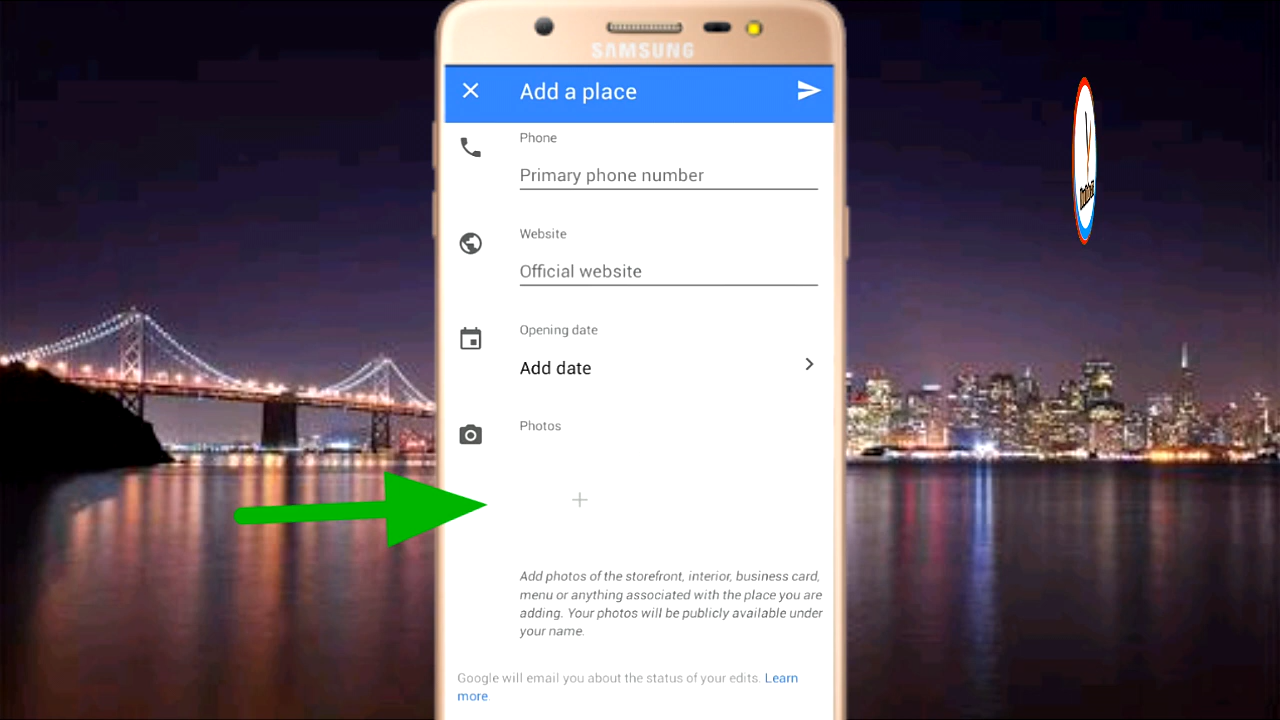 SAMSUNG
Add a place
Phone
Primary phone number
Website
Official website
Opening date
Add date
Photos
Add photos of the storefront, interior, business card,
menu or anything associated with the place you are
adding. Your photos will be publicly available under
your name.
Google will email you about the status of your edits. Learn
more.